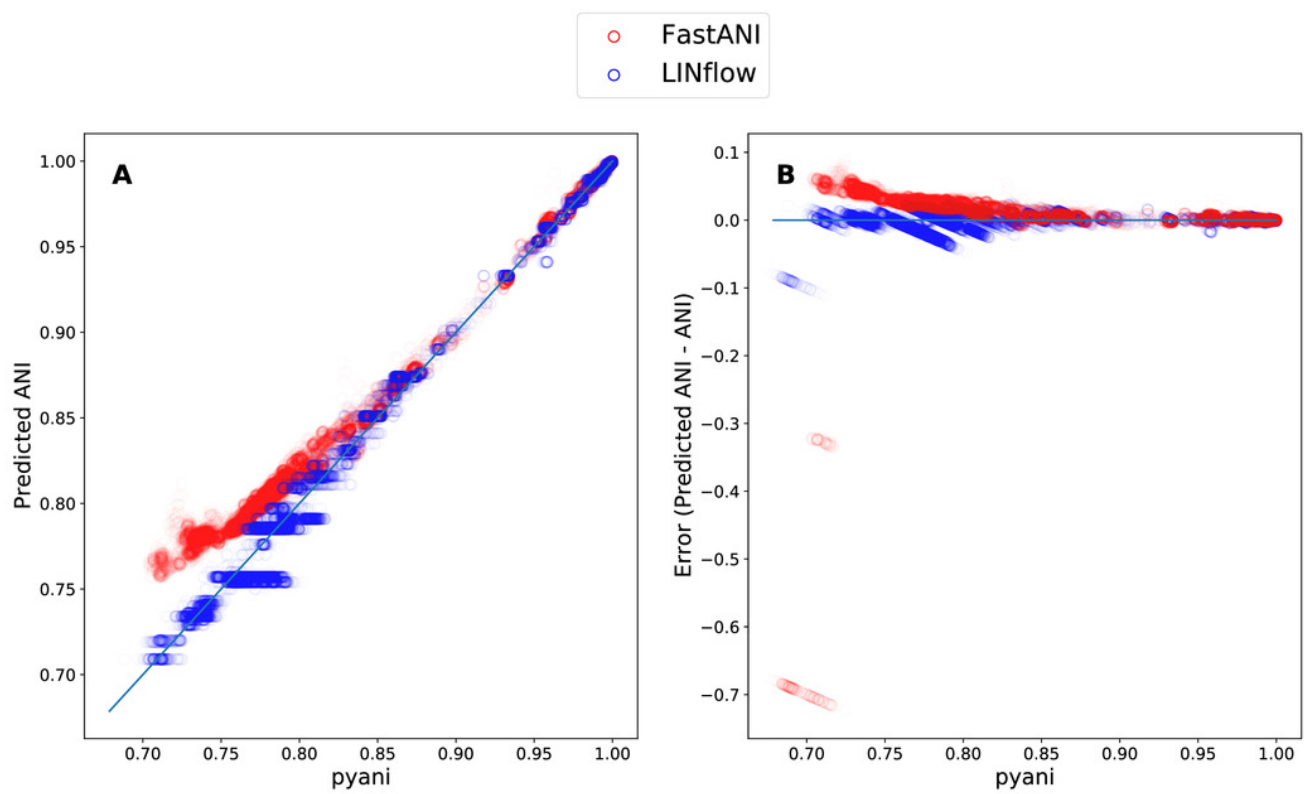 FastANI
LINflow
A
Predicted ANI
1.00
0.95
0.90
0.85
0.80
0.75
0.70
0.70 0.75 0.80 0.85 0.90 0.95 1.00
pyani
B
Error (Predicted ANI - ANI)
0.1
0.0
−0.1
−0.2
−0.3
−0.4
−0.5
−0.6
−0.7
0.70 0.75 0.80 0.85 0.90 0.95 1.00
pyani